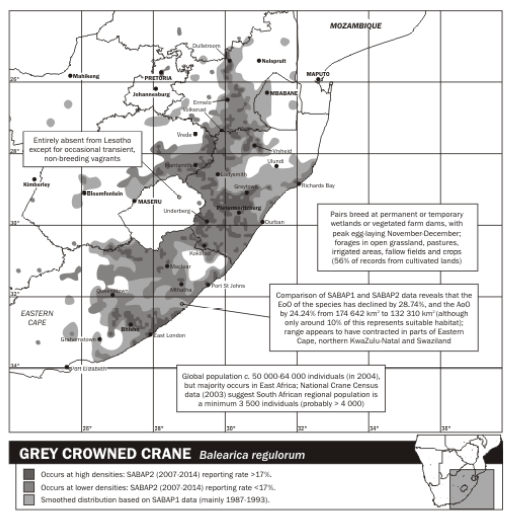 MOZAMBIQUE
Dullstroom
Nelspruit
26°
Mahikeng
PRETORIA
MAPUTO
Johannesburg
MBABANE
Ermelo
Volksrust
Vrede
Entirely absent from Lesotho
except for occasional transient,
non-breeding vagrants
28°
Vryheid
Ulundi
Harrismith
Ladysmith
Kimberley
Bloemfontein
Greytown
Richards Bay
MASERU
Pietermaritzburg
Underberg
30°
Durban
Pairs breed at permanent or temporary
wetlands or vegetated farm dams, with
peak egg-laying November-December;
forages in open grassland, pastures,
irrigated areas, fallow fields and crops
(56% of records from cultivated lands)
Kokstad
Maclear
Mthatha
Port St Johns
32°
Comparison of SABAP1 and SABAP2 data reveals that the
EoO of the species has declined by 28.74%, and the AoO
by 24.24% from 174 642 km² to 132 310 km² (although
only around 10% of this represents suitable habitat);
range appears to have contracted in parts of Eastern
Cape, northern KwaZulu-Natal and Swaziland
EASTERN
CAPE
Bhisho
Grahamstown
East London
34°
Port Elizabeth
Global population c. 50 000-64 000 individuals (in 2004),
but majority occurs in East Africa; National Crane Census
data (2003) suggest South African regional population is
a minimum 3 500 individuals (probably > 4 000)
26° 28° 30° 32° 34° 36°
GREY CROWNED CRANE Balearica regulorum
Occurs at high densities: SABAP2 (2007-2014) reporting rate >17%.
Occurs at lower densities: SABAP2 (2007-2014) reporting rate <17%.
Smoothed distribution based on SABAP1 data (mainly 1987-1993).